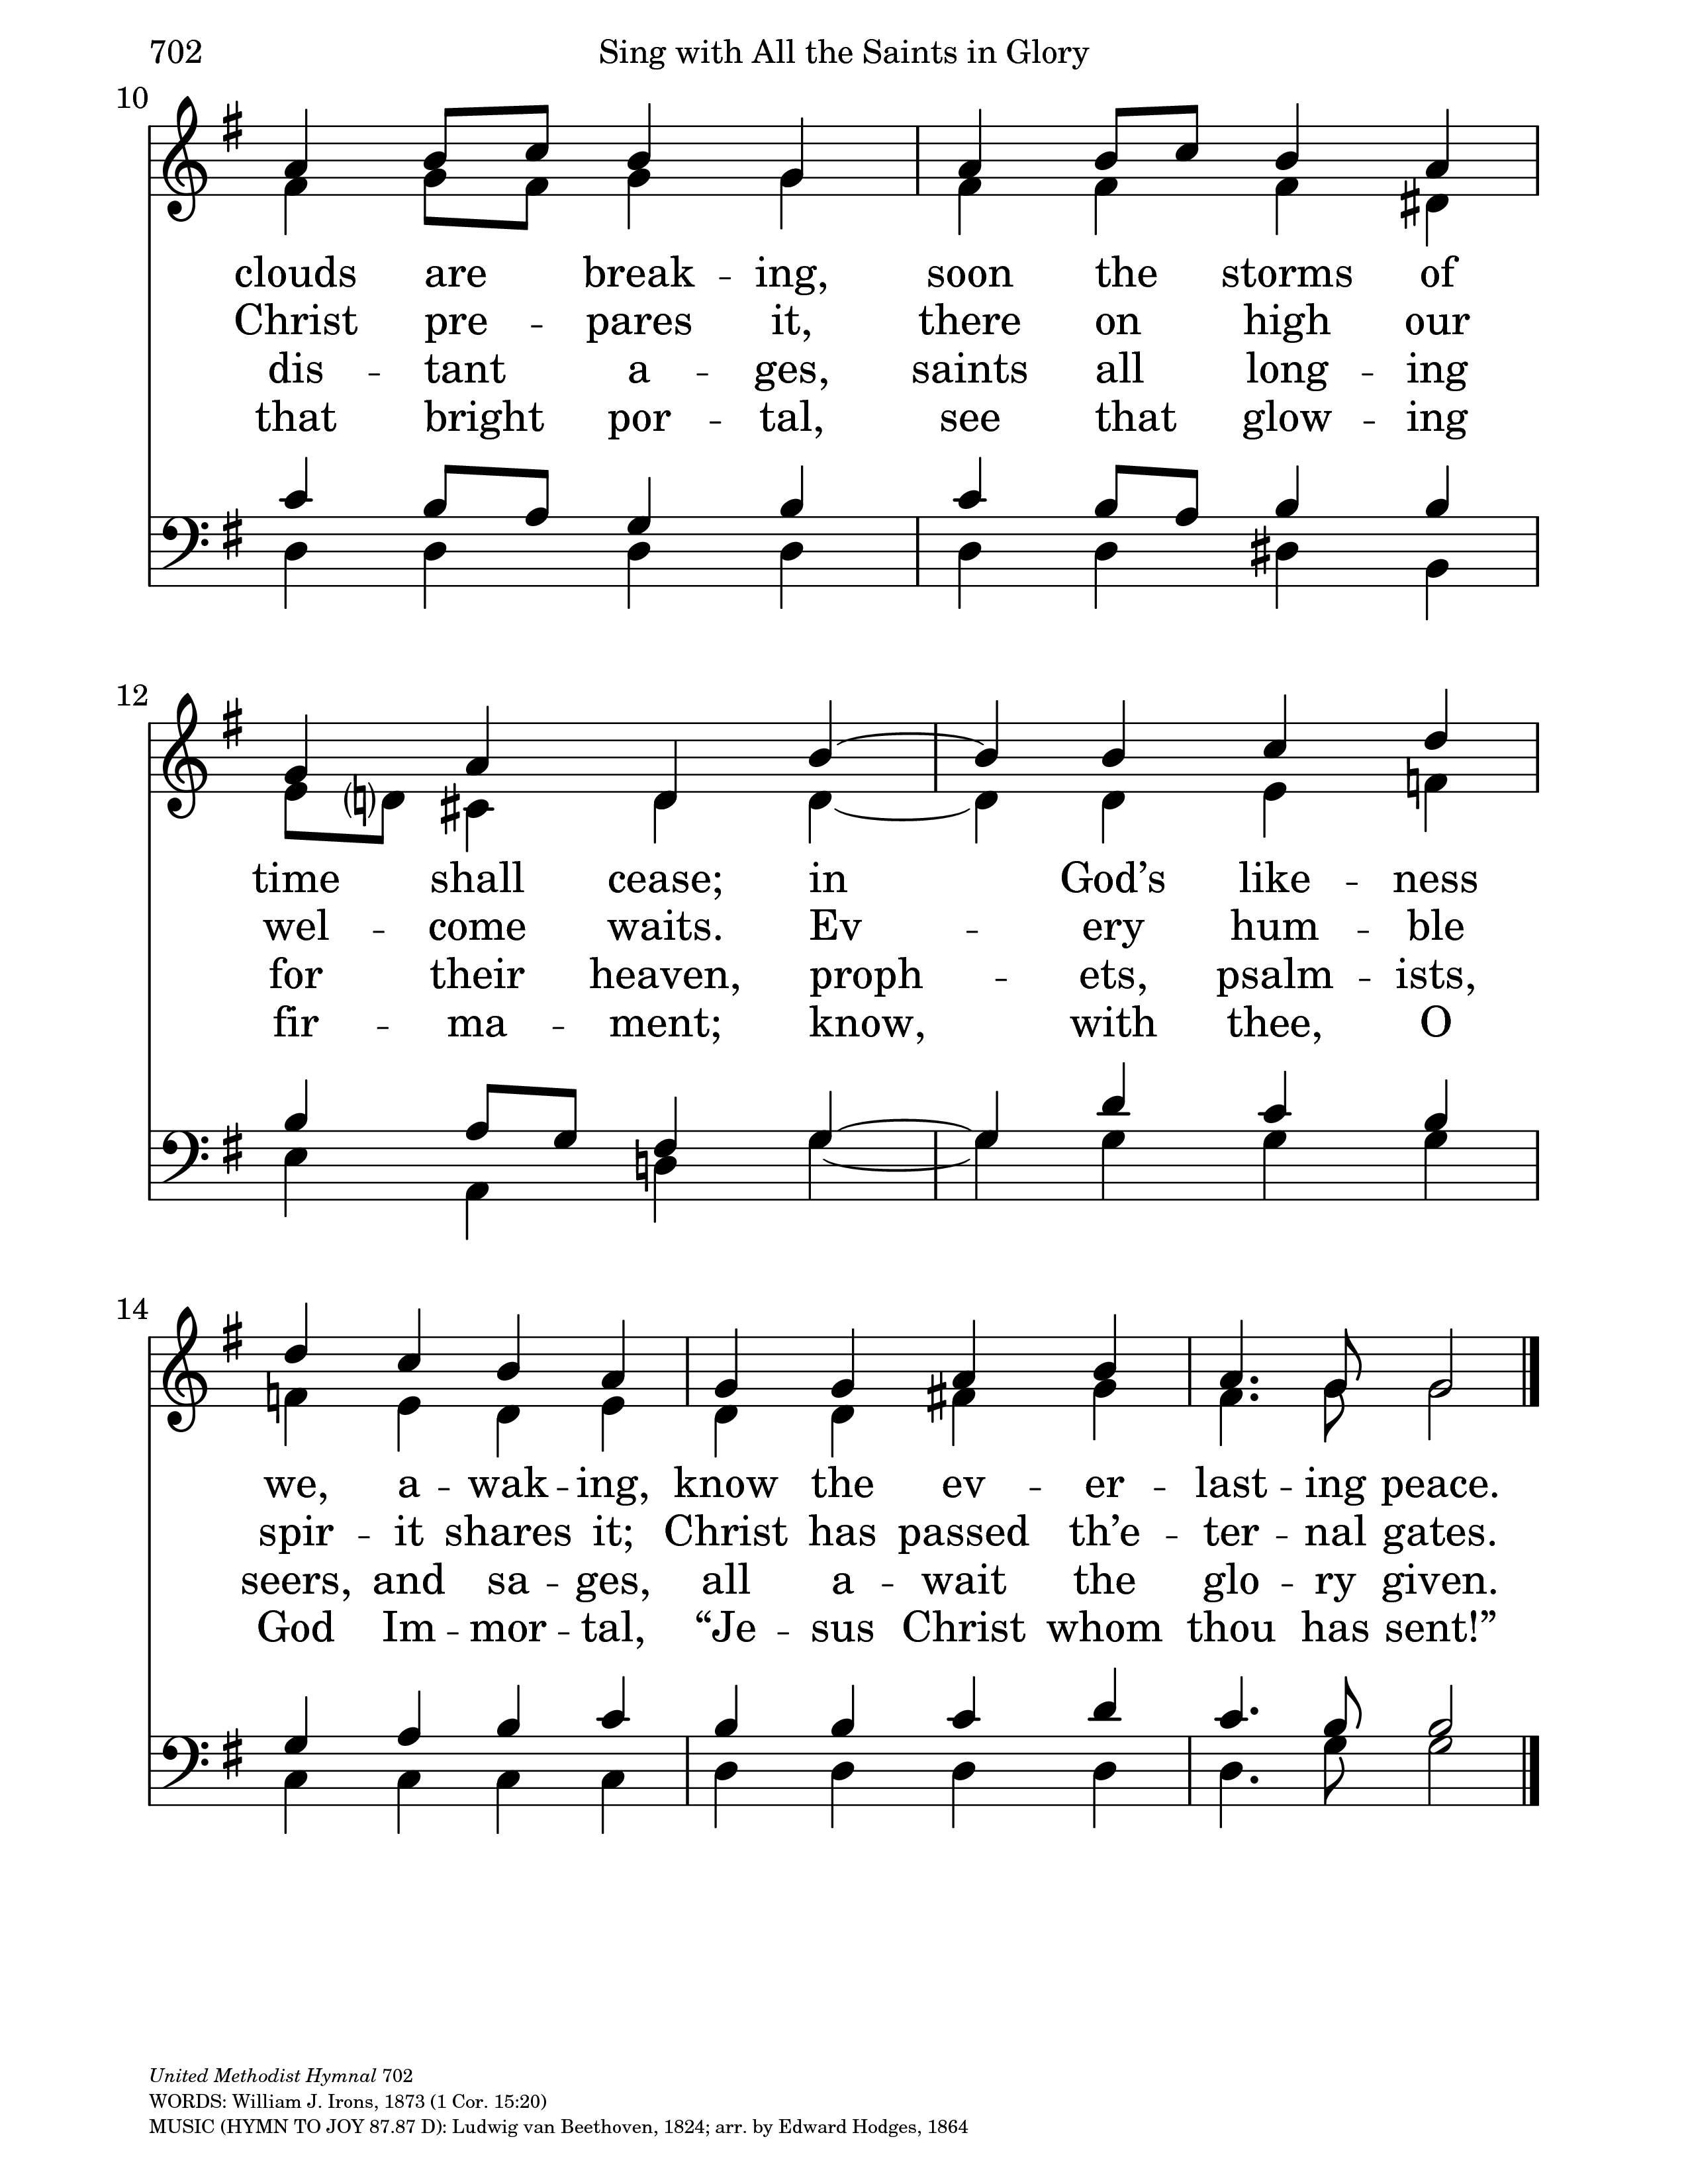 702 Sing with All the Saints in Glory
10
clouds are break -- ing, soon the storms of
Christ pre -- pares it, there on high our
dis -- tant a -- ges, saints all long -- ing
that bright por -- tal, see that glow -- ing
12
time shall cease; in God’s like -- ness
wel -- come waits. Ev -- ery hum -- ble
for their heaven, proph -- ets, psalm -- ists,
fir -- ma -- ment; know, with thee, O
14
we, a -- wak -- ing, know the ev -- er -- last -- ing peace.
spir -- it shares it; Christ has passed th’e -- ter -- nal gates.
seers, and sa -- ges, all a -- wait the glo -- ry given.
God Im -- mor -- tal, “Je -- sus Christ whom thou has sent!”
United Methodist Hymnal 702
WORDS: William J. Irons, 1873 (1 Cor. 15:20)
MUSIC (HYMN TO JOY 87.87 D): Ludwig van Beethoven, 1824; arr. by Edward Hodges, 1864